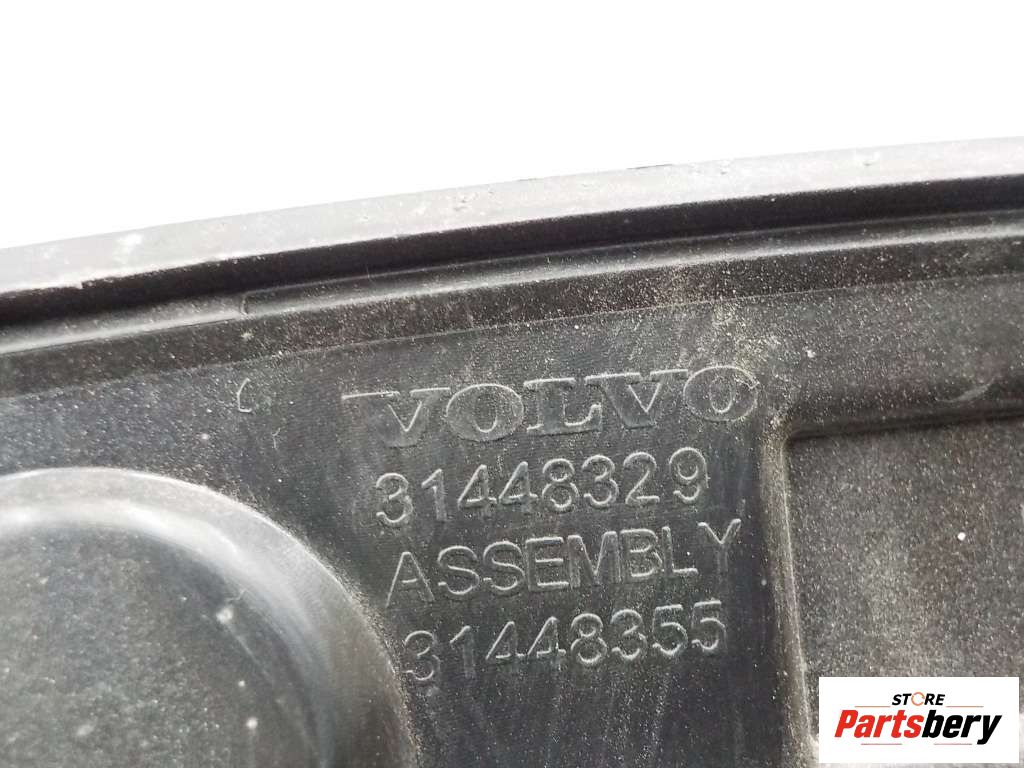 VOLVO
31448329
ASSEMBLY
31448355
STORE
Partsbery